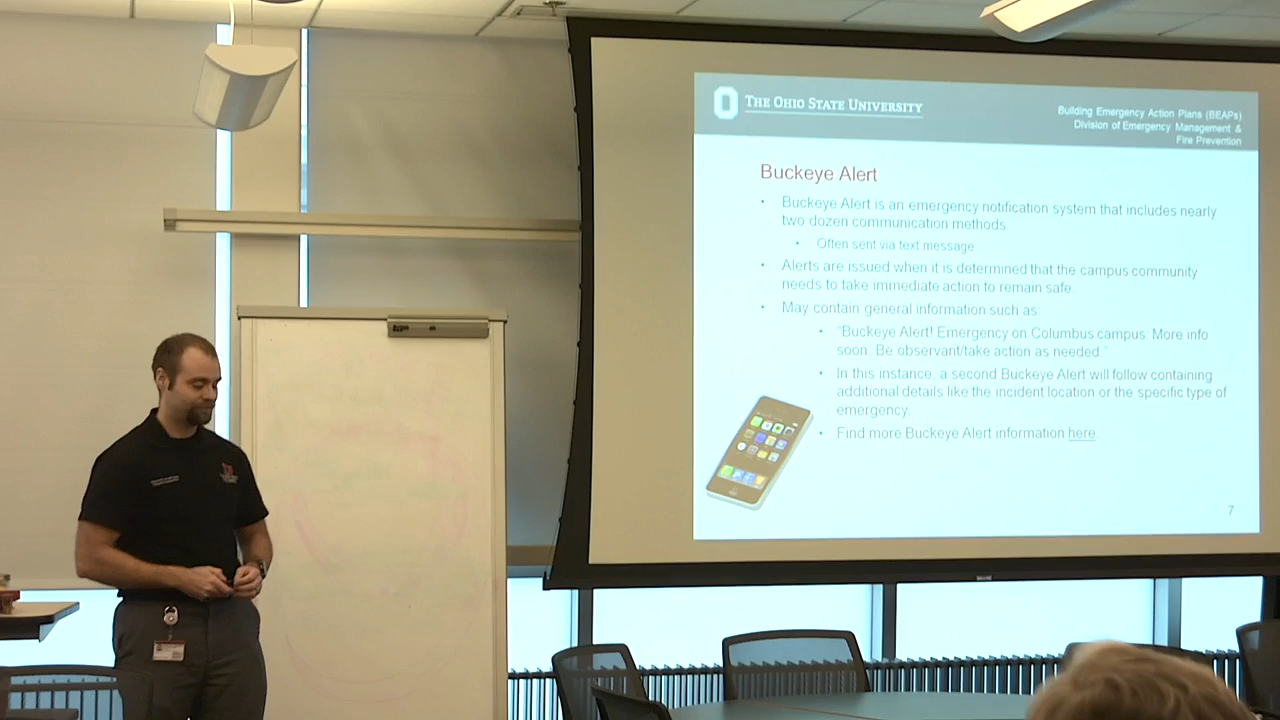 THE OHIO STATE UNIVERSITY
Building Emergency Action Plans (BEAPs)
Division of Emergency Management &
Fire Prevention
Buckeye Alert
• Buckeye Alert is an emergency notification system that includes nearly
two dozen communication methods.
• Often sent via text message
• Alerts are issued when it is determined that the campus community
needs to take immediate action to remain safe.
• May contain general information such as:
• “Buckeye Alert! Emergency on Columbus campus. More info
soon. Be observant/take action as needed.”
• In this instance, a second Buckeye Alert will follow containing
additional details like the incident location or the specific type of
emergency.
• Find more Buckeye Alert information here.
7